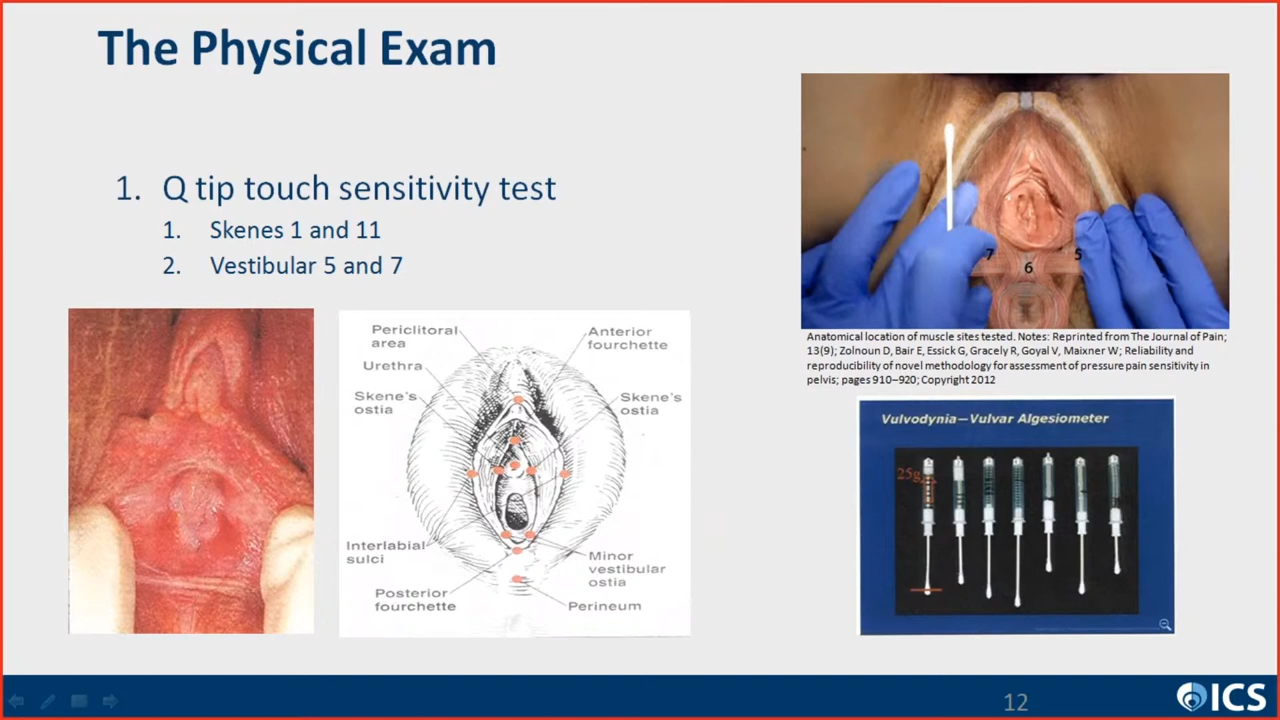 The Physical Exam
1. Q tip touch sensitivity test
1. Skenes 1 and 11
2. Vestibular 5 and 7
Periclitoral
area
Anterior
fourchette
Urethra
Skene's
ostia
Skene's
ostia
Interlabial
sulci
Minor
vestibular
ostia
Posterior
fourchette
Perineum
7
6
5
Anatomical location of muscle sites tested. Notes: Reprinted from The Journal of Pain;
13(9); Zolnoun D, Bair E, Essick G, Gracely R, Goyal V, Maixner W; Reliability and
reproducibility of novel methodology for assessment of pressure pain sensitivity in
pelvis; pages 910–920; Copyright 2012
Vulvodynia—Vulvar Algesiometer
25g
12
ICS